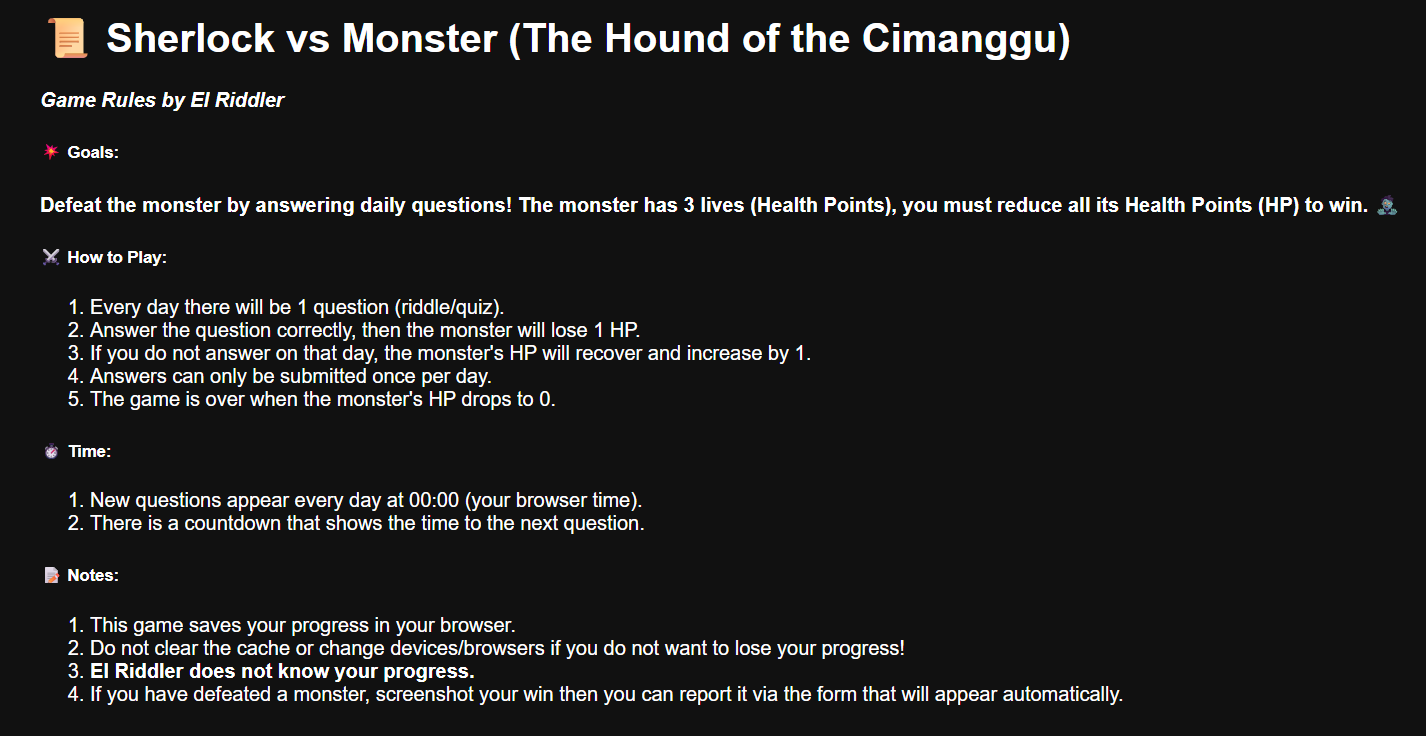 Sherlock vs Monster (The Hound of the Cimanggu)
Game Rules by El Riddler
Goals:
Defeat the monster by answering daily questions! The monster has 3 lives (Health Points), you must reduce all its Health Points (HP) to win.
How to Play:
1. Every day there will be 1 question (riddle/quiz).
2. Answer the question correctly, then the monster will lose 1 HP.
3. If you do not answer on that day, the monster's HP will recover and increase by 1.
4. Answers can only be submitted once per day.
5. The game is over when the monster's HP drops to 0.
Time:
1. New questions appear every day at 00:00 (your browser time).
2. There is a countdown that shows the time to the next question.
Notes:
1. This game saves your progress in your browser.
2. Do not clear the cache or change devices/browsers if you do not want to lose your progress!
3. El Riddler does not know your progress.
4. If you have defeated a monster, screenshot your win then you can report it via the form that will appear automatically.